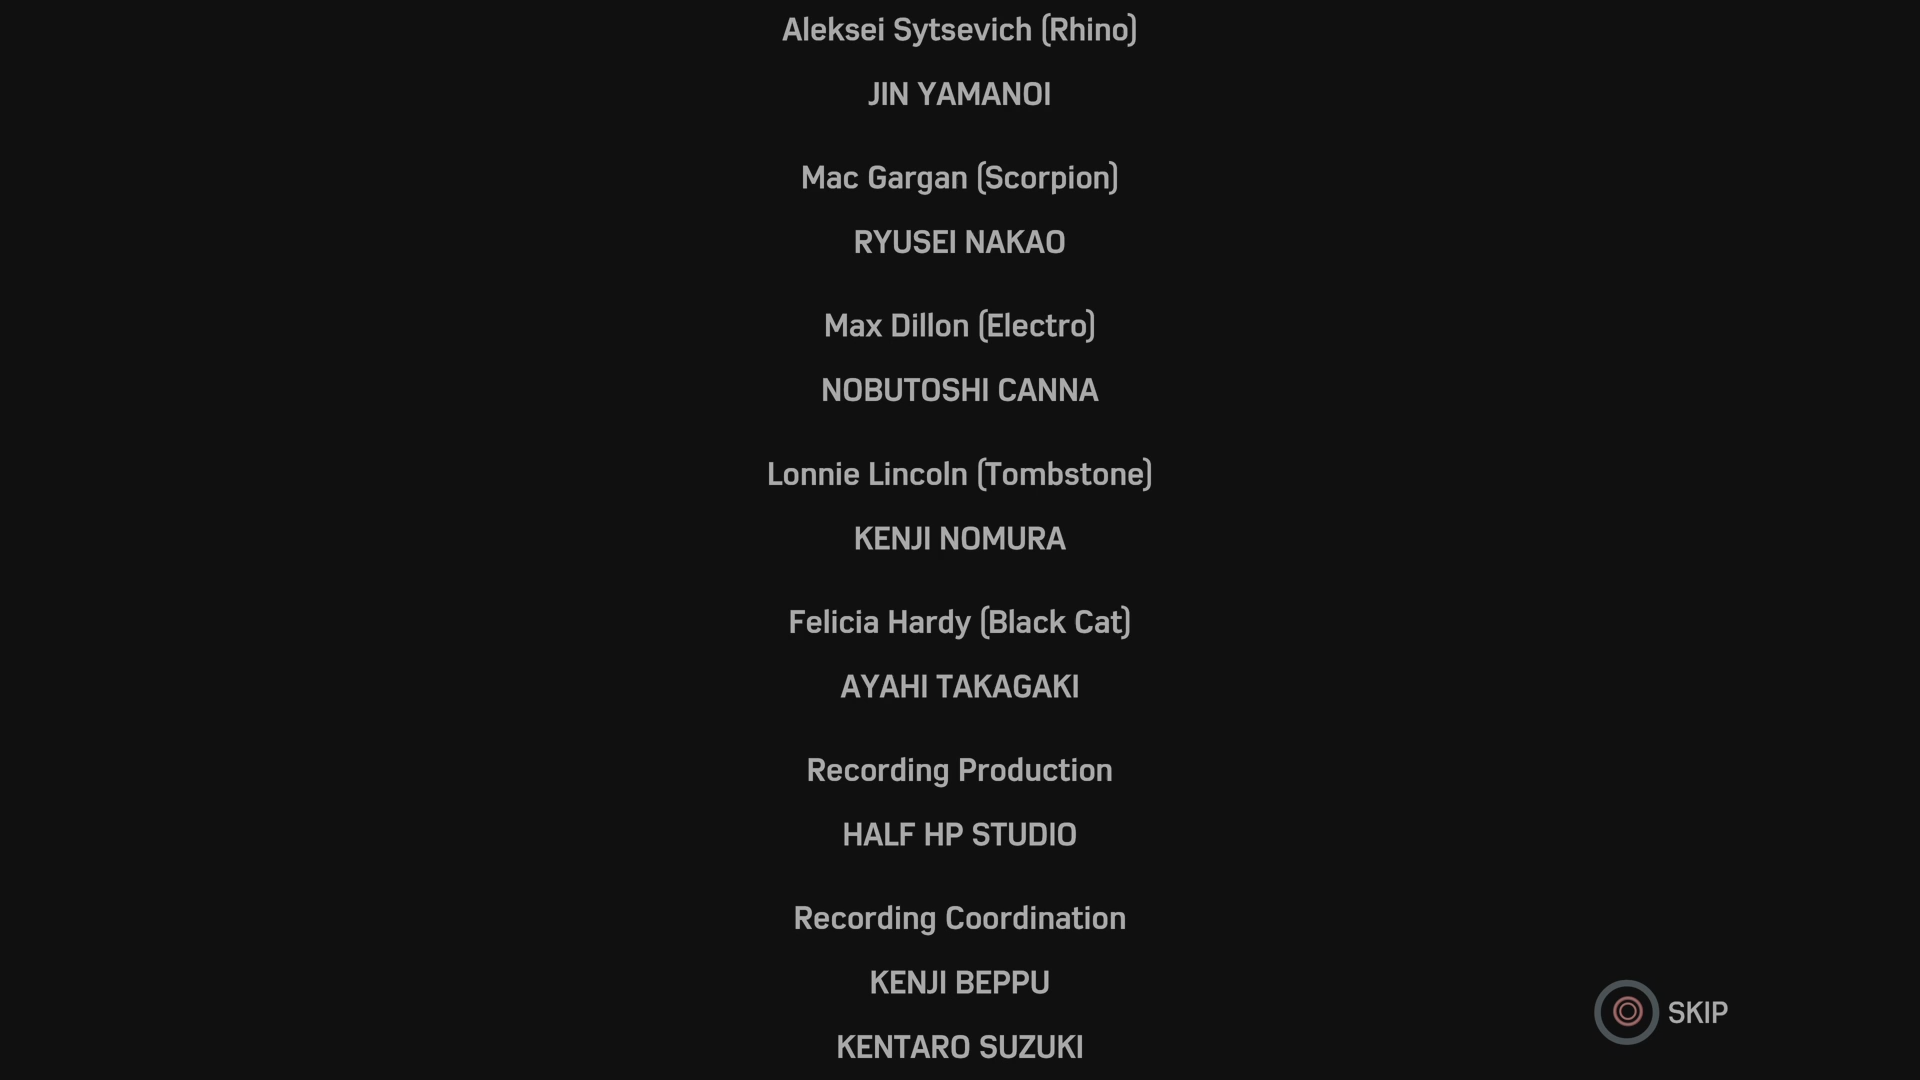 Aleksei Sytsevich (Rhino)
JIN YAMANOI
Mac Gargan (Scorpion)
RYUSEI NAKAO
Max Dillon (Electro)
NOBUTOSHI CANNA
Lonnie Lincoln (Tombstone)
KENJI NOMURA
Felicia Hardy (Black Cat)
AYAHI TAKAGAKI
Recording Production
HALF HP STUDIO
Recording Coordination
KENJI BEPPU
KENTARO SUZUKI
SKIP